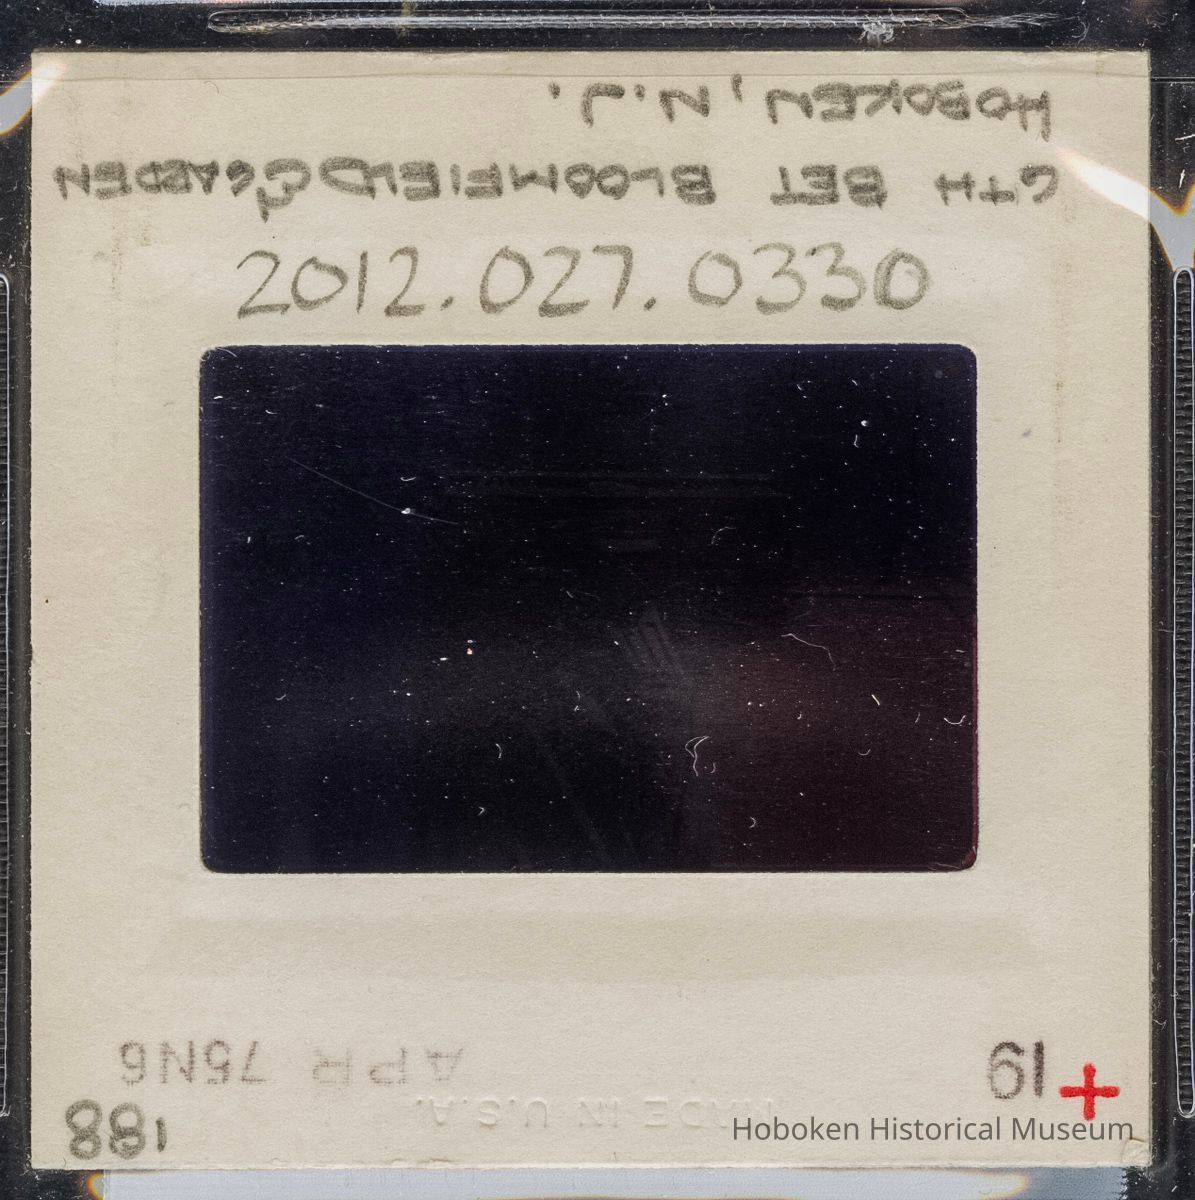 6TH BET BLOOMFIELD & GARDEN
HOBOKEN, N.J.
2012.027.0330
19
APR 75N6
MADE IN U.S.A.
188
+
Hoboken Historical Museum